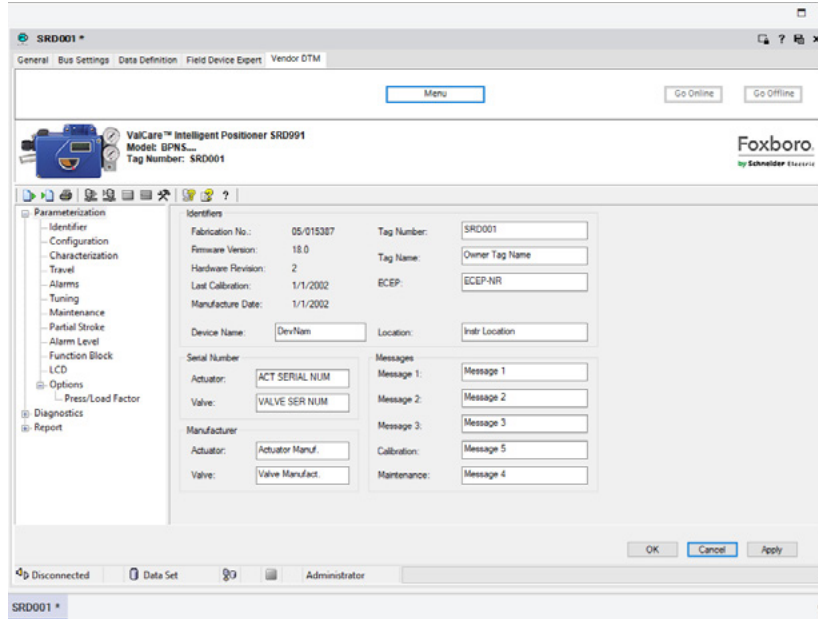 SRD001 *
?
General Bus Settings Data Definition Field Device Expert Vendor DTM
Menu Go Online Go Offline
ValCare™ Intelligent Positioner SRD991
Model: BPNS....
Tag Number: SRD001
Foxboro.
by Schneider Electric
?
Parameterization
Identifier
Configuration
Characterization
Travel
Alarms
Tuning
Maintenance
Partial Stroke
Alarm Level
Function Block
LCD
Options
Press/Load Factor
Diagnostics
Report
Identifiers
Fabrication No.: 05/015387
Firmware Version: 18.0
Hardware Revision: 2
Last Calibration: 1/1/2002
Manufacture Date: 1/1/2002
Device Name: DevNam
Tag Number: SRD001
Tag Name: Owner Tag Name
ECEP: ECEP-NR
Location: Instr Location
Serial Number
Actuator: ACT SERIAL NUM
Valve: VALVE SER NUM
Manufacturer
Actuator: Actuator Manuf.
Valve: Valve Manufact.
Messages
Message 1: Message 1
Message 2: Message 2
Message 3: Message 3
Calibration: Message 5
Maintenance: Message 4
OK Cancel Apply
Disconnected Data Set Administrator
SRD001 *